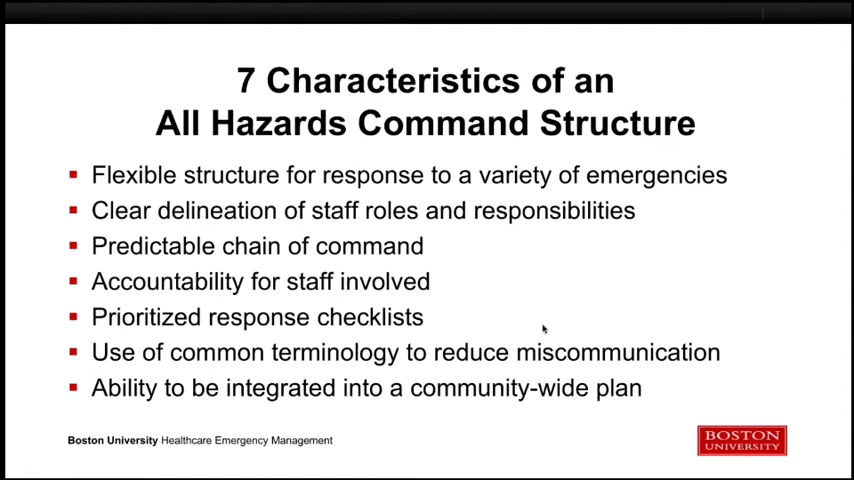 7 Characteristics of an
All Hazards Command Structure
Flexible structure for response to a variety of emergencies
Clear delineation of staff roles and responsibilities
Predictable chain of command
Accountability for staff involved
Prioritized response checklists
Use of common terminology to reduce miscommunication
Ability to be integrated into a community-wide plan
Boston University Healthcare Emergency Management
BOSTON
UNIVERSITY